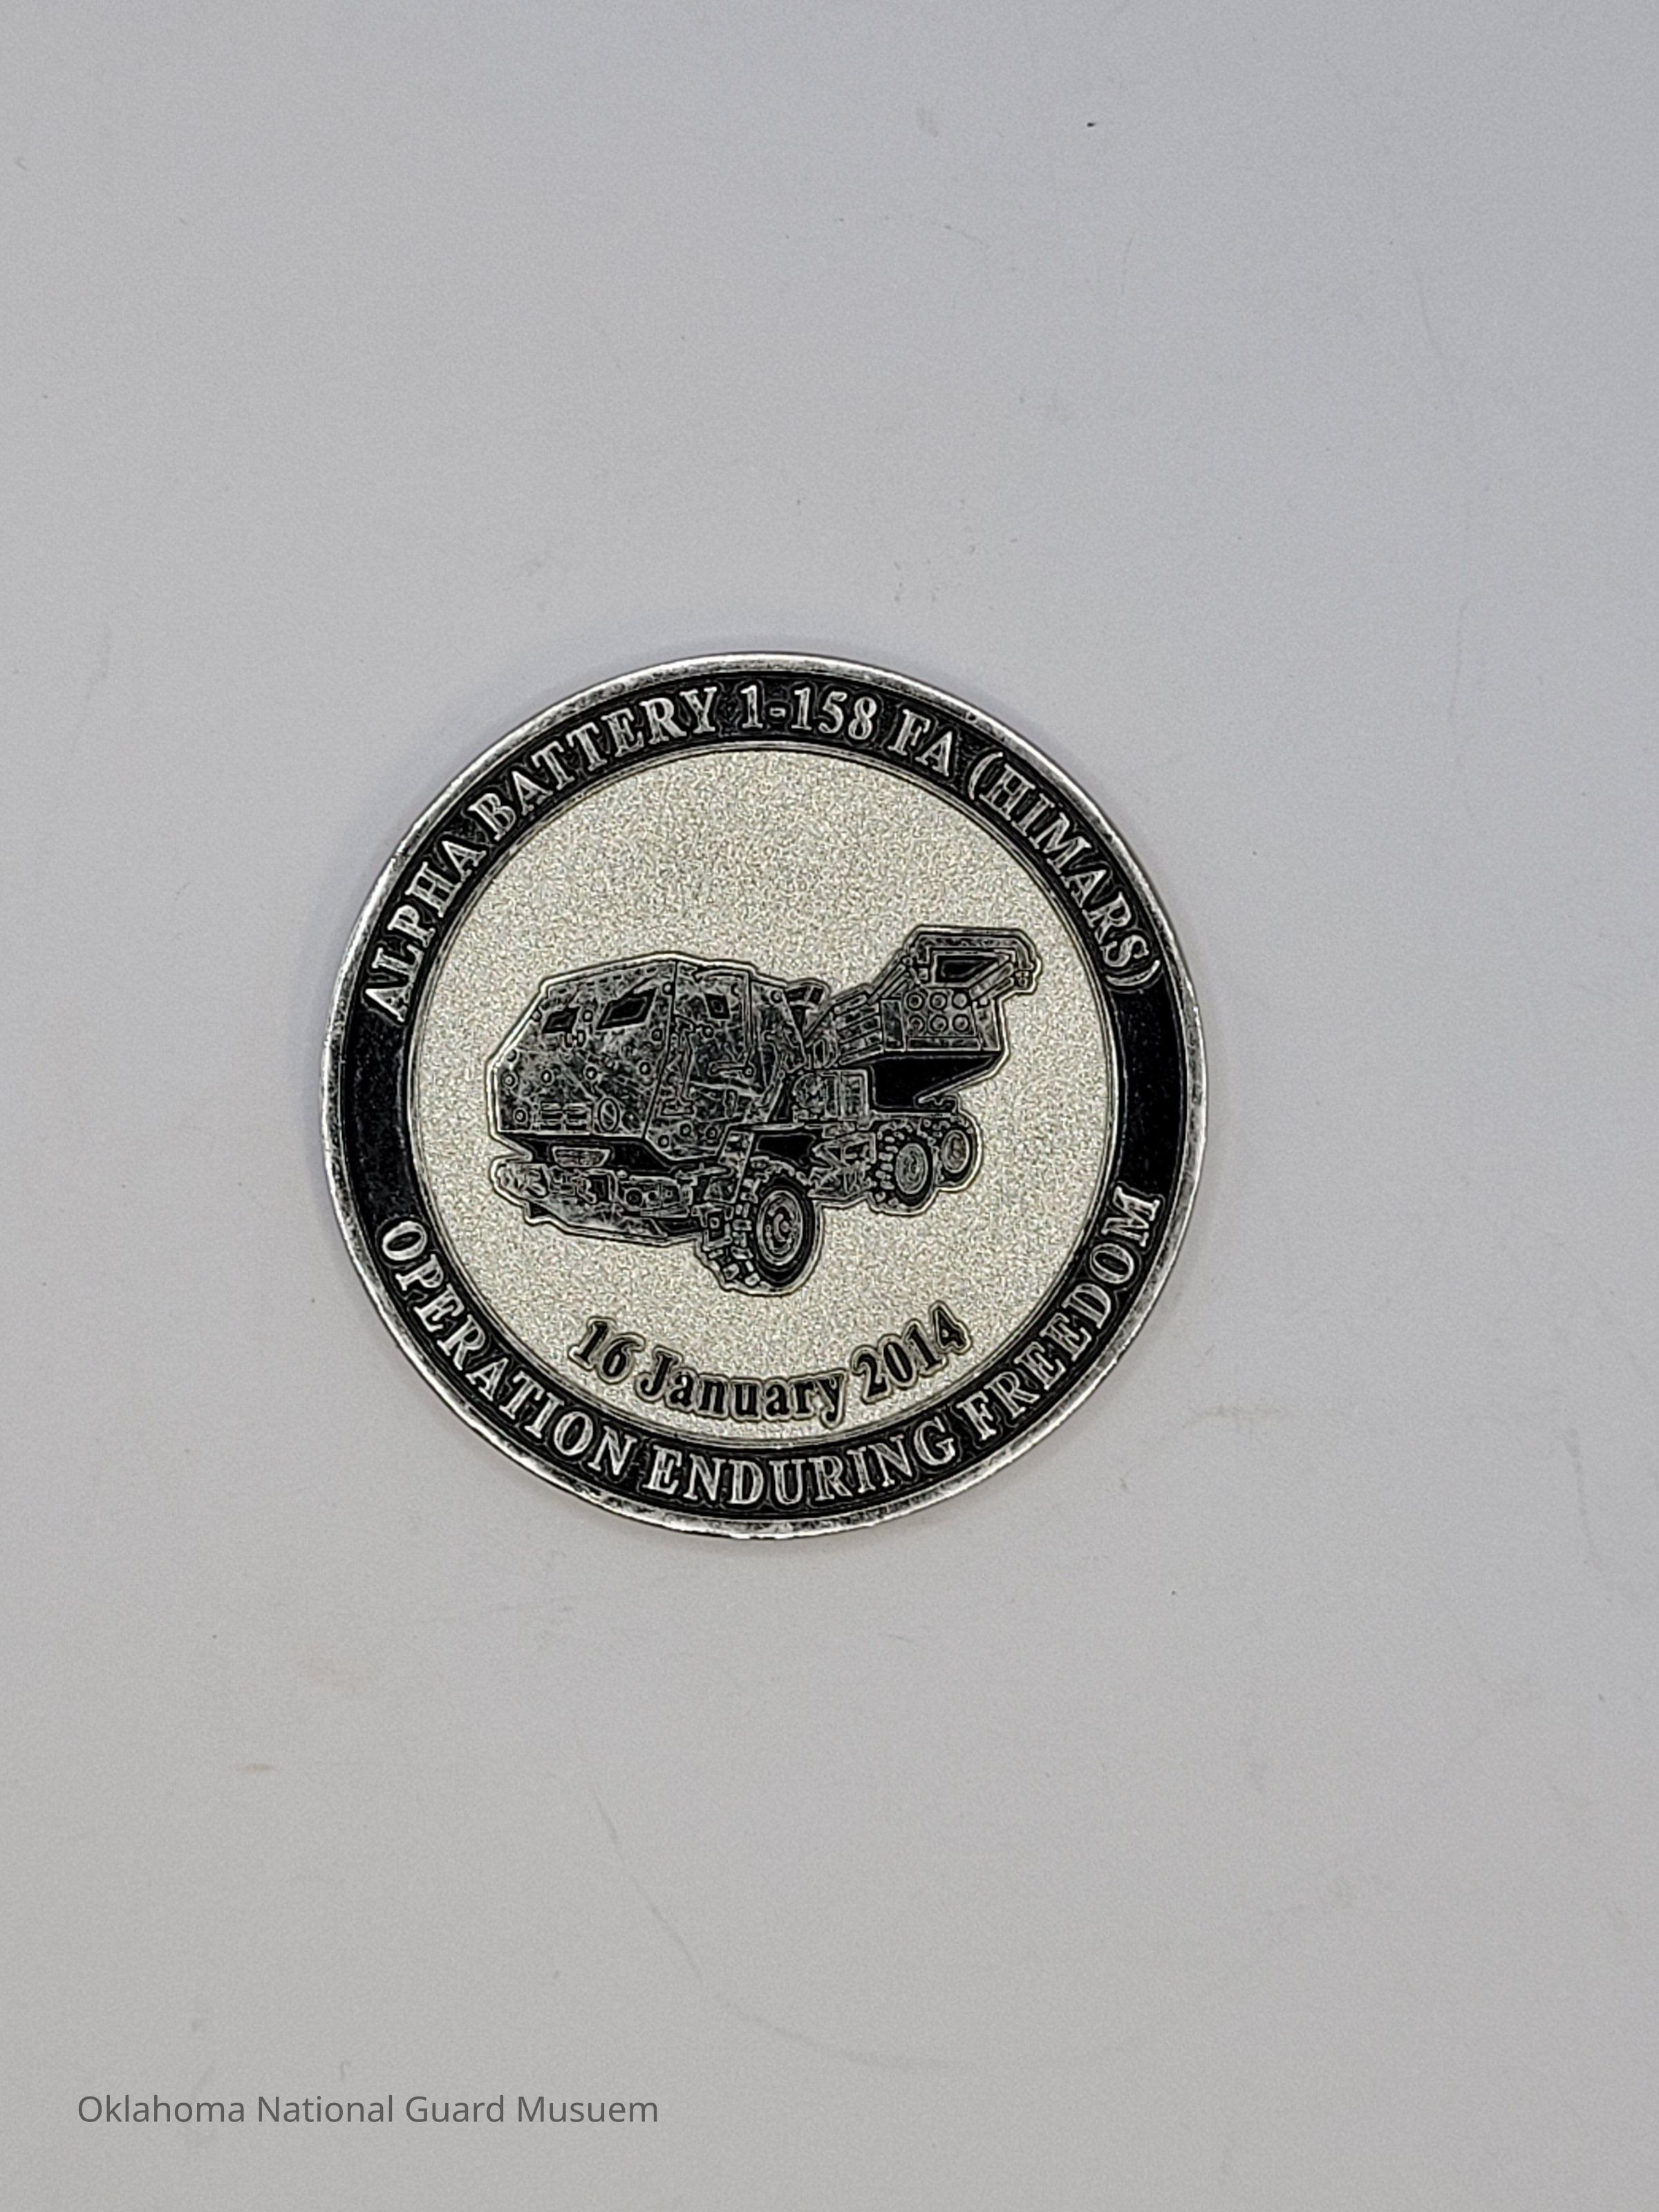 ALPHA BATTERY 1-158 FA (HIMARS)
16 January 2014
OPERATION ENDURING FREEDOM
Oklahoma National Guard Musuem